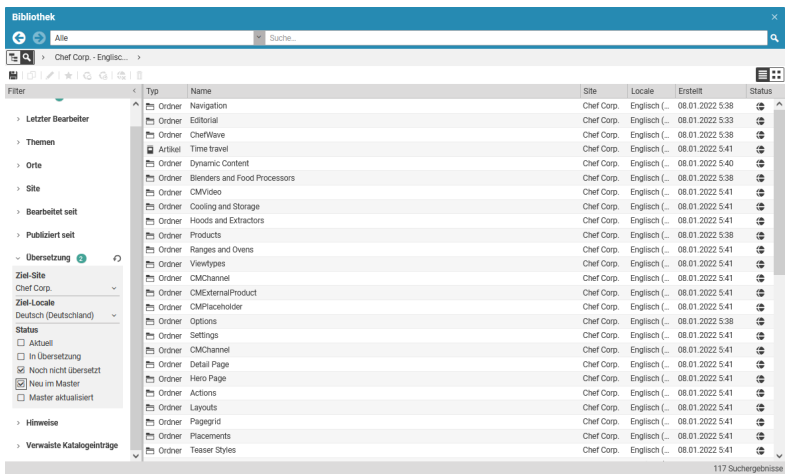 Bibliothek
Alle Suche...
Chef Corp. - Englisc...
Filter Typ Name Site Locale Erstellt Status
Letzter Bearbeiter
Themen
Orte
Site
Bearbeitet seit
Publiziert seit
Übersetzung 2
Ziel-Site
Chef Corp.
Ziel-Locale
Deutsch (Deutschland)
Status
Aktuell
In Übersetzung
Noch nicht übersetzt
Neu im Master
Master aktualisiert
Hinweise
Verwaiste Katalogeinträge
Ordner Navigation Chef Corp. Englisch (... 08.01.2022 5:38
Ordner Editorial Chef Corp. Englisch (... 08.01.2022 5:33
Ordner ChefWave Chef Corp. Englisch (... 08.01.2022 5:38
Artikel Time travel Chef Corp. Englisch (... 08.01.2022 5:41
Ordner Dynamic Content Chef Corp. Englisch (... 08.01.2022 5:40
Ordner Blenders and Food Processors Chef Corp. Englisch (... 08.01.2022 5:38
Ordner CMVideo Chef Corp. Englisch (... 08.01.2022 5:41
Ordner Cooling and Storage Chef Corp. Englisch (... 08.01.2022 5:41
Ordner Hoods and Extractors Chef Corp. Englisch (... 08.01.2022 5:41
Ordner Products Chef Corp. Englisch (... 08.01.2022 5:38
Ordner Ranges and Ovens Chef Corp. Englisch (... 08.01.2022 5:41
Ordner Viewtypes Chef Corp. Englisch (... 08.01.2022 5:41
Ordner CMChannel Chef Corp. Englisch (... 08.01.2022 5:41
Ordner CMExternalProduct Chef Corp. Englisch (... 08.01.2022 5:41
Ordner CMPlaceholder Chef Corp. Englisch (... 08.01.2022 5:41
Ordner Options Chef Corp. Englisch (... 08.01.2022 5:38
Ordner Settings Chef Corp. Englisch (... 08.01.2022 5:41
Ordner CMChannel Chef Corp. Englisch (... 08.01.2022 5:41
Ordner Detail Page Chef Corp. Englisch (... 08.01.2022 5:41
Ordner Hero Page Chef Corp. Englisch (... 08.01.2022 5:41
Ordner Actions Chef Corp. Englisch (... 08.01.2022 5:41
Ordner Layouts Chef Corp. Englisch (... 08.01.2022 5:41
Ordner Pagegrid Chef Corp. Englisch (... 08.01.2022 5:41
Ordner Placements Chef Corp. Englisch (... 08.01.2022 5:41
Ordner Teaser Styles Chef Corp. Englisch (... 08.01.2022 5:41
117 Suchergebnisse